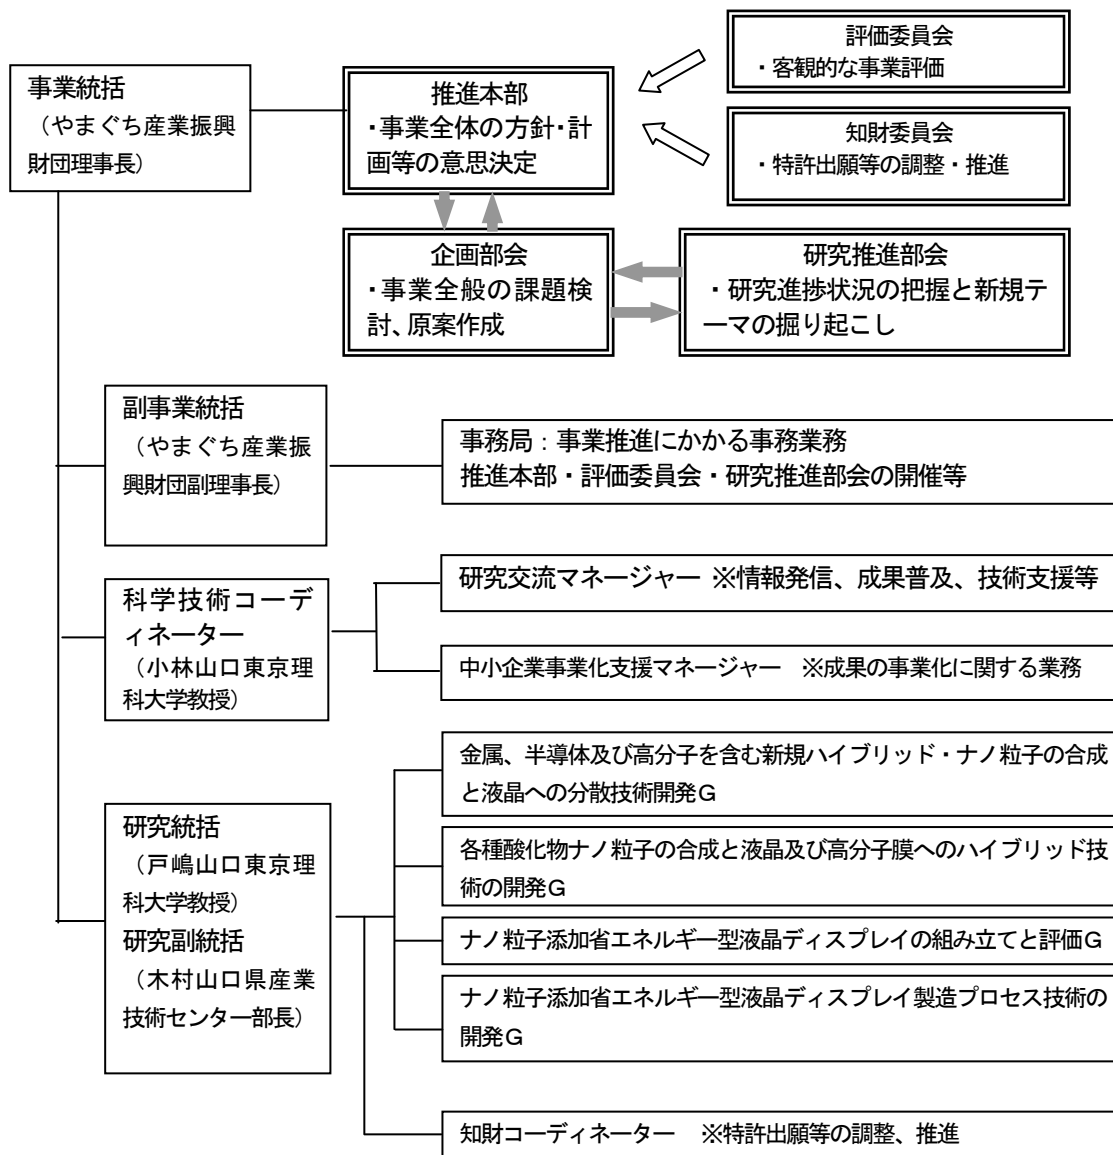 評価委員会
・客観的な事業評価
事業統括
（やまぐち産業振興
財団理事長）
推進本部
・事業全体の方針・計
画等の意思決定
知財委員会
・特許出願等の調整・推進
企画部会
・事業全般の課題検
討、原案作成
研究推進部会
・研究進捗状況の把握と新規テ
ーマの掘り起こし
副事業統括
（やまぐち産業振
興財団副理事長）
事務局：事業推進にかかる事務業務
推進本部・評価委員会・研究推進部会の開催等
科学技術コーデ
ィネーター
（小林山口東京理
科大学教授）
研究交流マネージャー ※情報発信、成果普及、技術支援等
中小企業事業化支援マネージャー ※成果の事業化に関する業務
研究統括
（戸嶋山口東京理
科大学教授）
研究副統括
（木村山口県産業
技術センター部長）
金属、半導体及び高分子を含む新規ハイブリッド・ナノ粒子の合成
と液晶への分散技術開発Ｇ
各種酸化物ナノ粒子の合成と液晶及び高分子膜へのハイブリッド技
術の開発Ｇ
ナノ粒子添加省エネルギー型液晶ディスプレイの組み立てと評価Ｇ
ナノ粒子添加省エネルギー型液晶ディスプレイ製造プロセス技術の
開発Ｇ
知財コーディネーター ※特許出願等の調整、推進